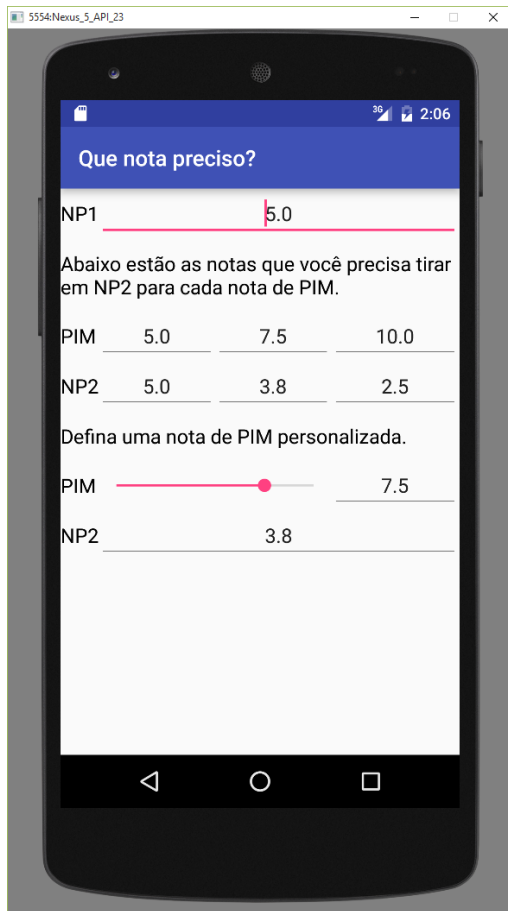 5554:Nexus_5_API_23
3G 2:06
Que nota preciso?
NP1 5.0
Abaixo estão as notas que você precisa tirar
em NP2 para cada nota de PIM.
PIM 5.0 7.5 10.0
NP2 5.0 3.8 2.5
Defina uma nota de PIM personalizada.
PIM 7.5
NP2 3.8